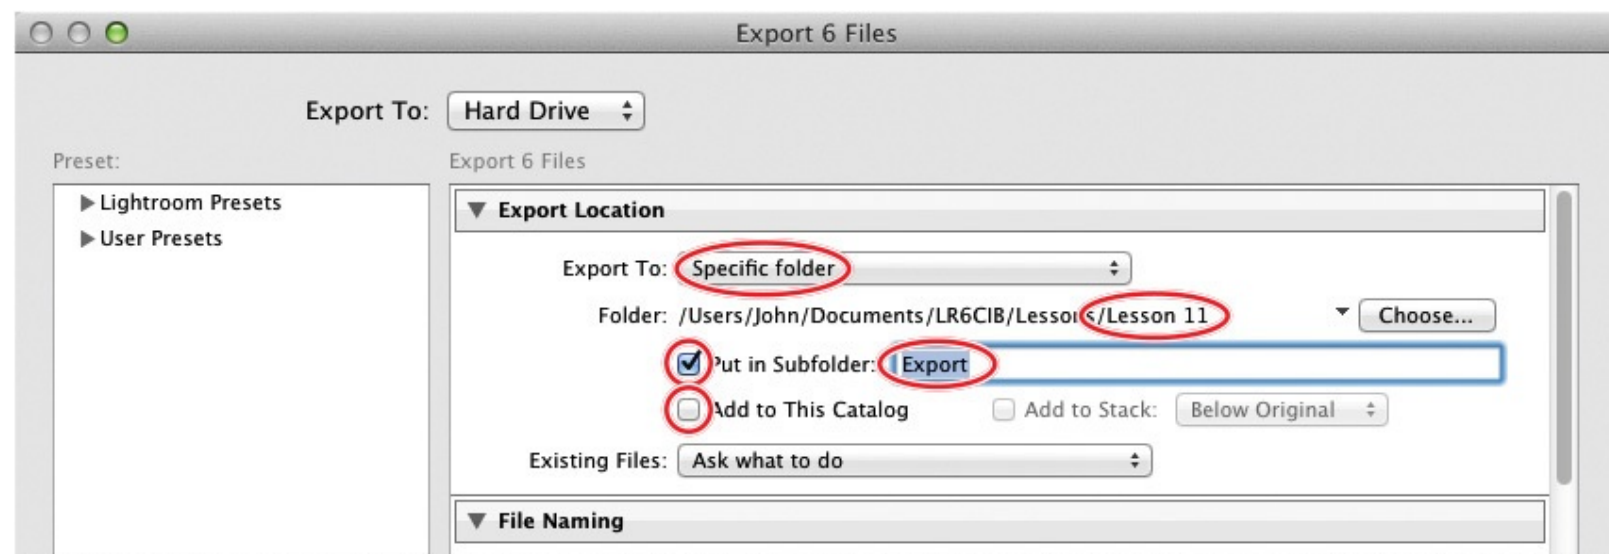 Export 6 Files
Export To: Hard Drive
Preset:
Export 6 Files
Lightroom Presets
User Presets
Export Location
Export To: Specific folder
Folder: /Users/John/Documents/LR6CIB/Lessons/Lesson 11 Choose...
Put in Subfolder: Export
Add to This Catalog Add to Stack: Below Original
Existing Files: Ask what to do
File Naming